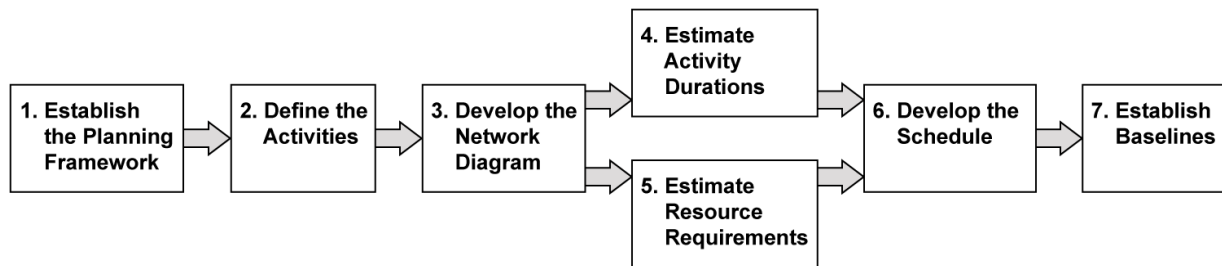 1. Establish
the Planning
Framework
2. Define the
Activities
3. Develop the
Network
Diagram
4. Estimate
Activity
Durations
5. Estimate
Resource
Requirements
6. Develop the
Schedule
7. Establish
Baselines